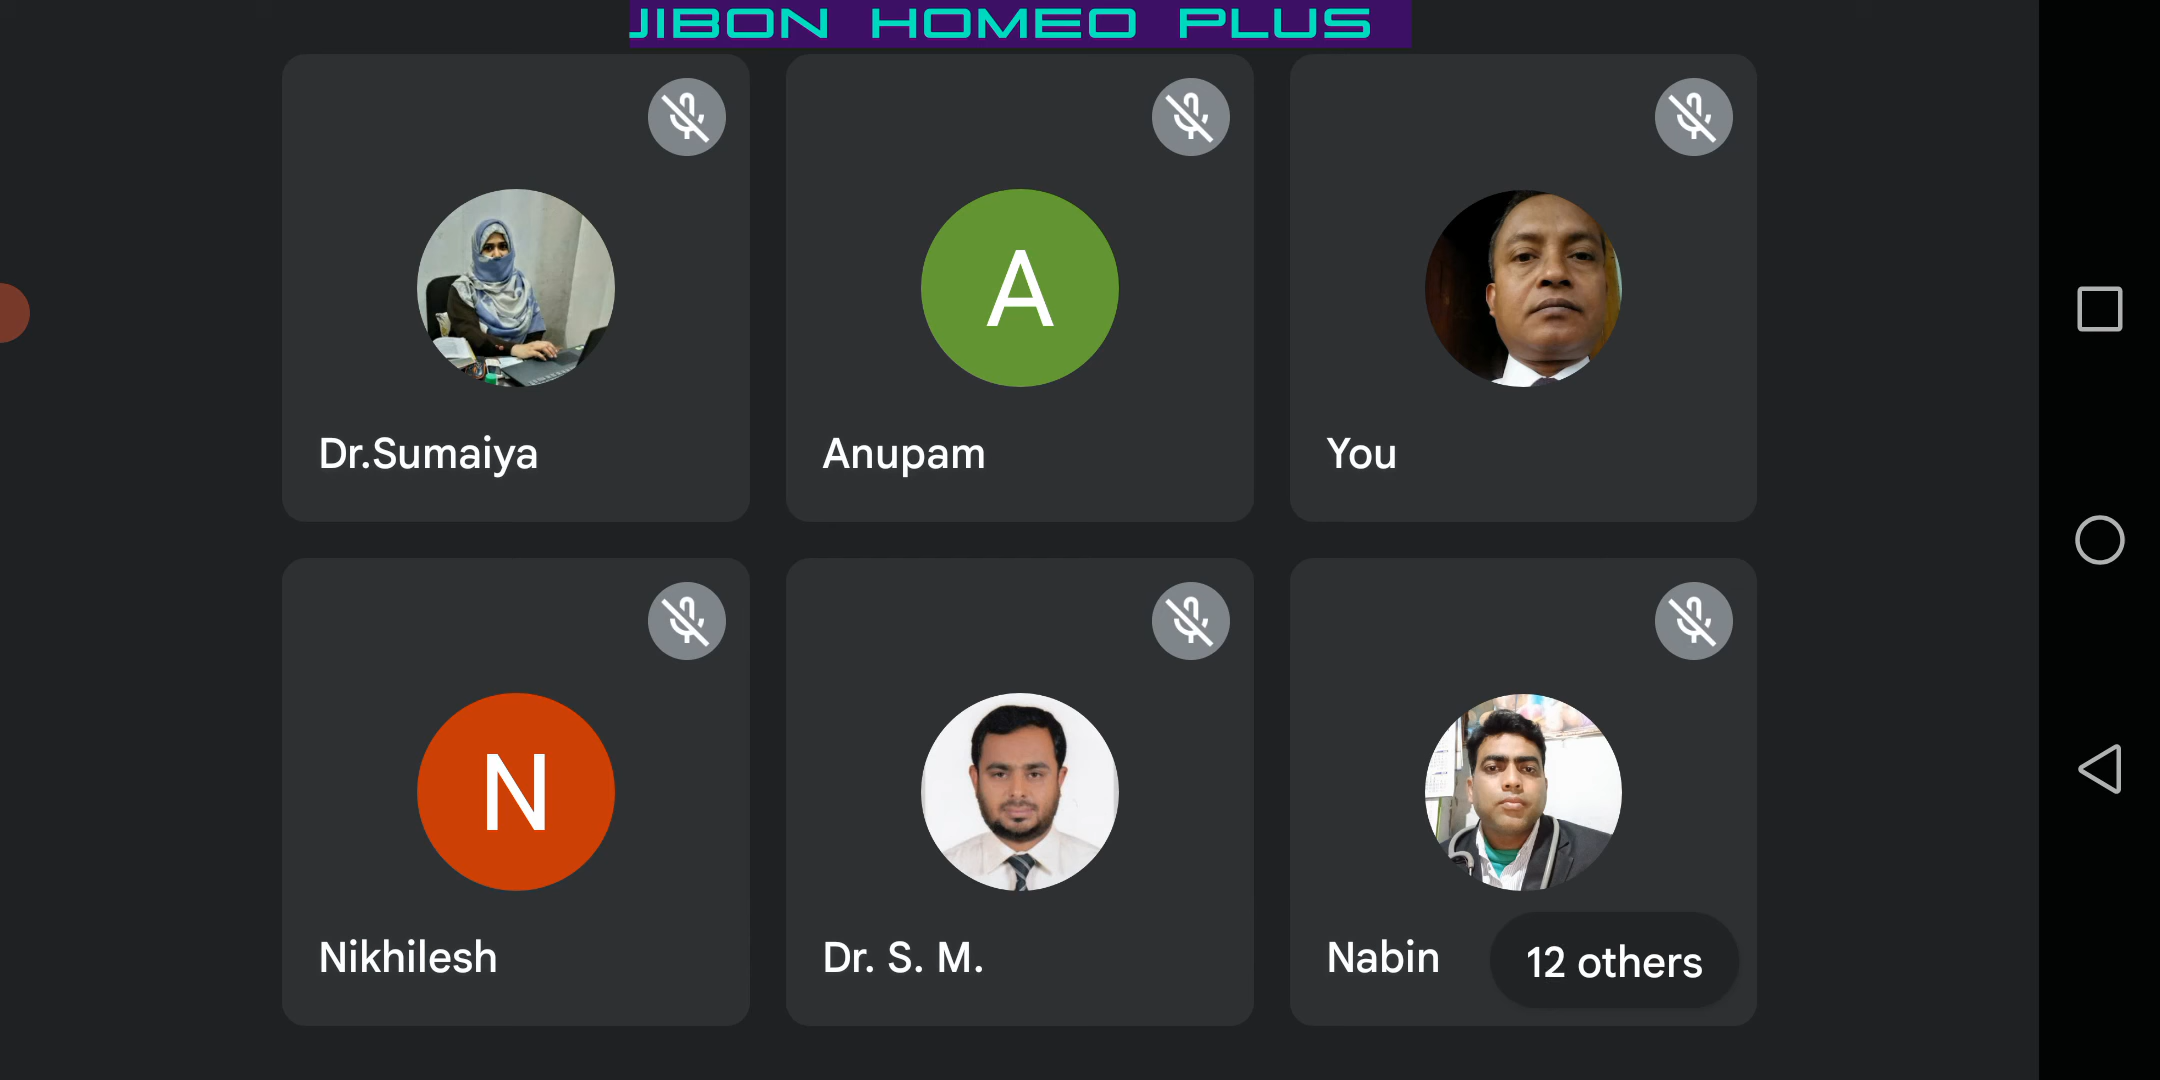 JIBON HOMEO PLUS
Dr.Sumaiya
A
Anupam
You
N
Nikhilesh
Dr. S. M.
Nabin
12 others